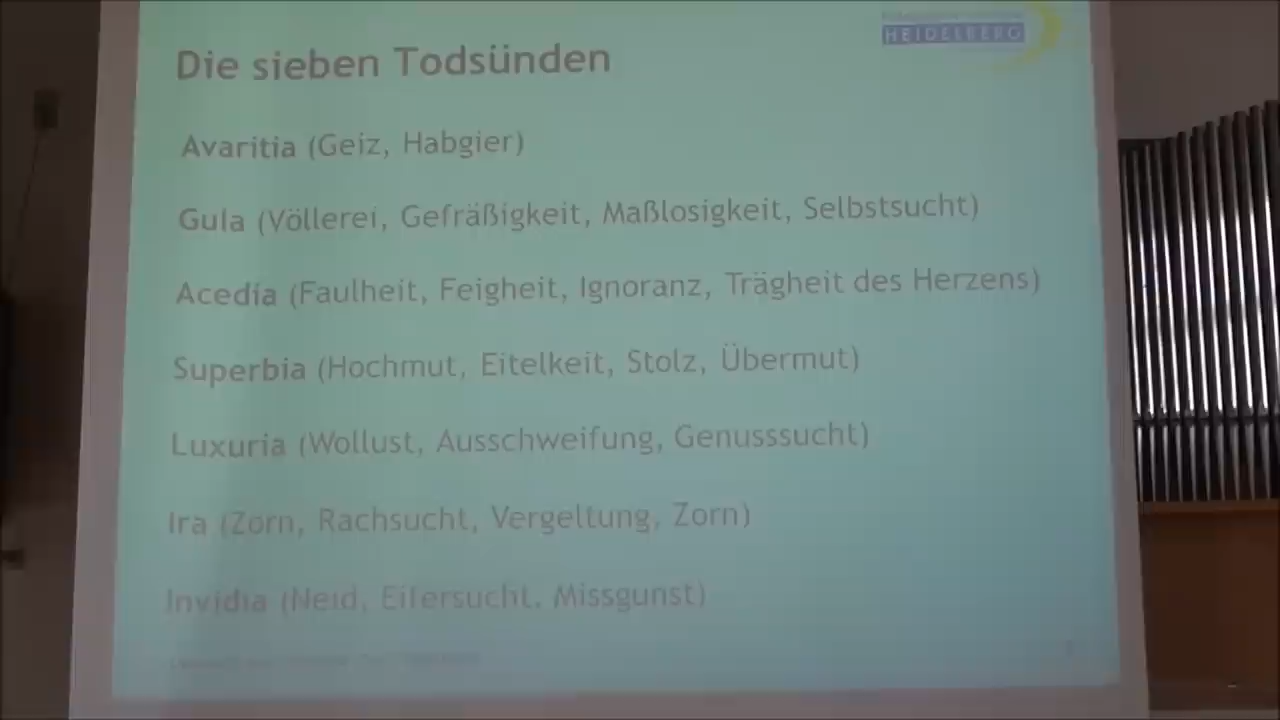 HEIDELBERG
Die sieben Todsünden
Avaritia (Geiz, Habgier)
Gula (Völlerei, Gefräßigkeit, Maßlosigkeit, Selbstsucht)
Acedia (Faulheit, Feigheit, Ignoranz, Trägheit des Herzens)
Superbia (Hochmut, Eitelkeit, Stolz, Übermut)
Luxuria (Wollust, Ausschweifung, Genusssucht)
Ira (Zorn, Rachsucht, Vergeltung, Zorn)
Invidia (Neid, Eifersucht, Missgunst)